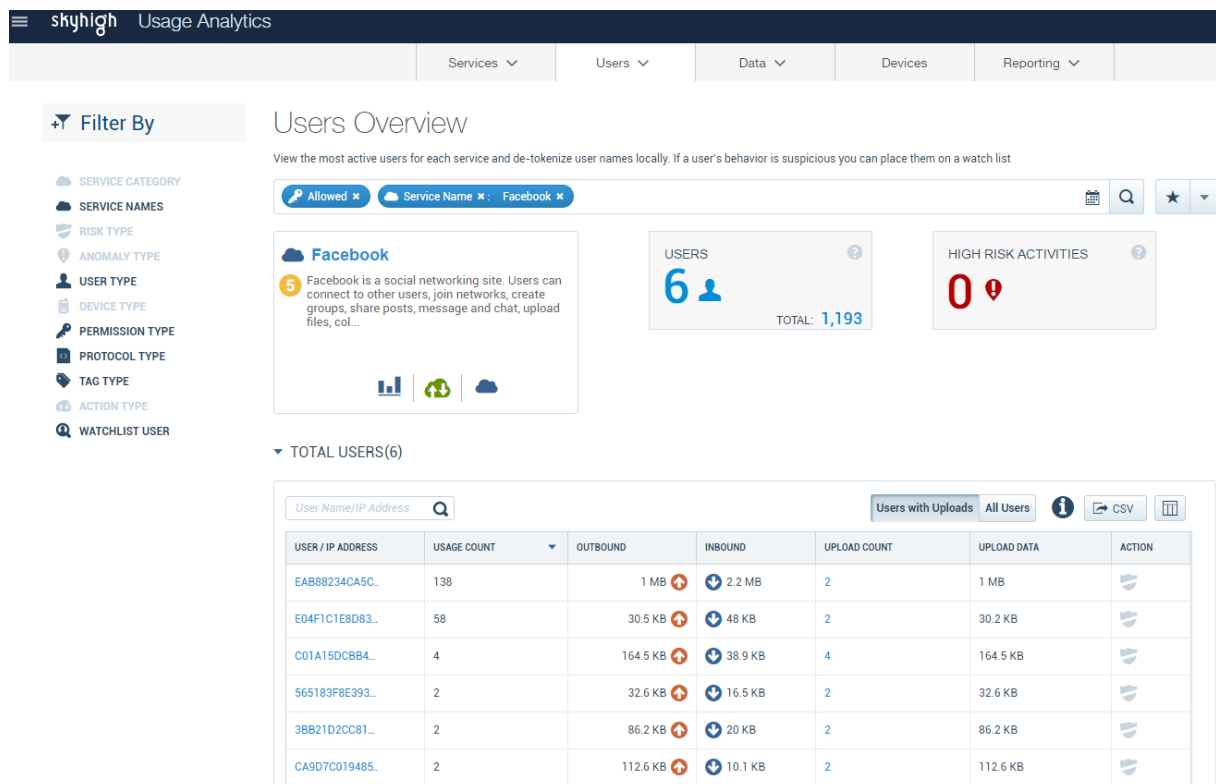 skyhigh Usage Analytics
Services Users Data Devices Reporting
+ Filter By
SERVICE CATEGORY
SERVICE NAMES
RISK TYPE
ANOMALY TYPE
USER TYPE
DEVICE TYPE
PERMISSION TYPE
PROTOCOL TYPE
TAG TYPE
ACTION TYPE
WATCHLIST USER
Users Overview
View the most active users for each service and de-tokenize user names locally. If a user's behavior is suspicious you can place them on a watch list
Allowed × Service Name ×: Facebook ×
Facebook
5
Facebook is a social networking site. Users can
connect to other users, join networks, create
groups, share posts, message and chat, upload
files, col...
USERS ?
6
TOTAL: 1,193
HIGH RISK ACTIVITIES ?
0
TOTAL USERS(6)
User Name/IP Address Users with Uploads All Users i CSV
USER / IP ADDRESS USAGE COUNT OUTBOUND INBOUND UPLOAD COUNT UPLOAD DATA ACTION
EAB88234CA5C.. 138 1 MB 2.2 MB 2 1 MB
E04F1C1E8D83... 58 30.5 KB 48 KB 2 30.2 KB
C01A15DCBB4... 4 164.5 KB 38.9 KB 4 164.5 KB
565183F8E393... 2 32.6 KB 16.5 KB 2 32.6 KB
3BB21D2CC81... 2 86.2 KB 20 KB 2 86.2 KB
CA9D7C019485.. 2 112.6 KB 10.1 KB 2 112.6 KB